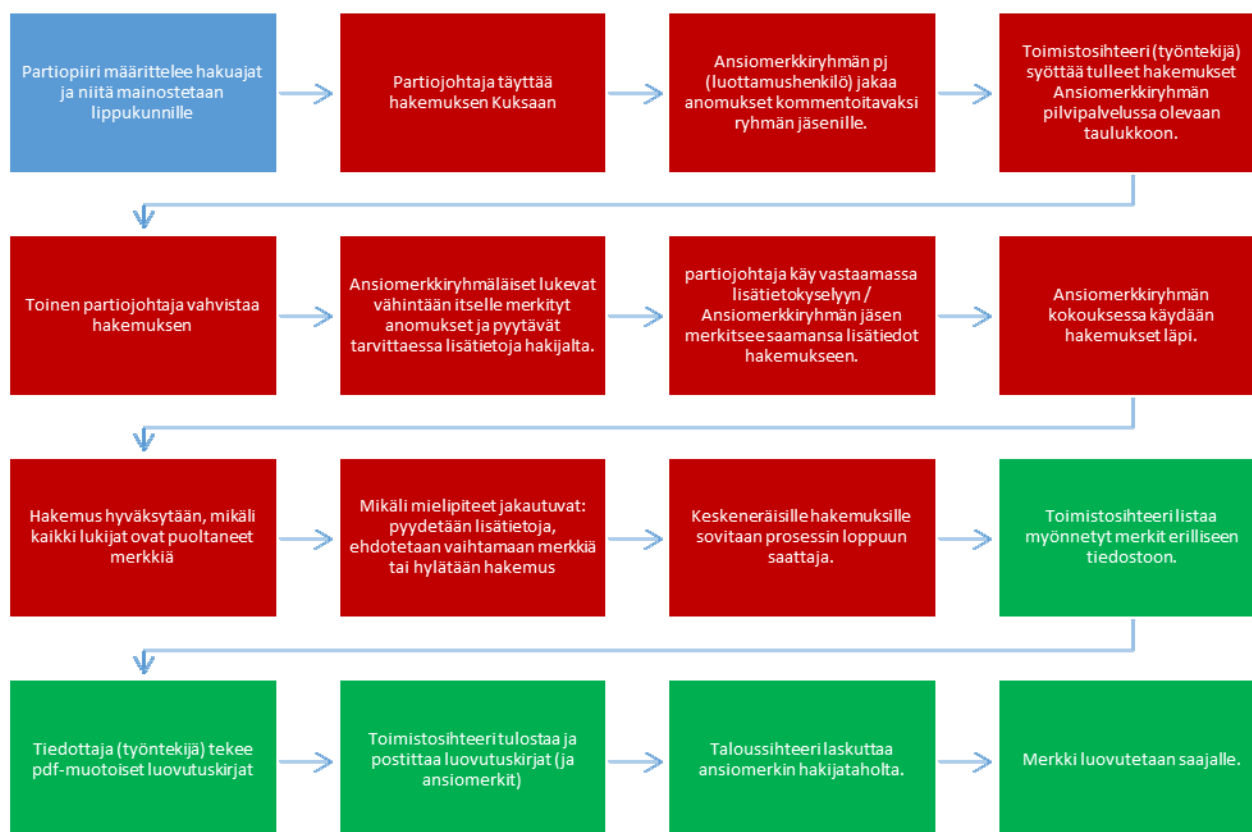 Partiopiiri määrittelee hakuajat
ja niitä mainostetaan
lippukunnille
Partiojohtaja täyttää
hakemuksen Kuksaan
Ansiomerkkiryhmän pj
(luottamushenkilö) jakaa
anomukset kommentoitavaksi
ryhmän jäsenille.
Toimistosihteeri (työntekijä)
syöttää tulleet hakemukset
Ansiomerkkiryhmän
pilvipalvelussa olevaan
taulukkoon.
Toinen partiojohtaja vahvistaa
hakemuksen
Ansiomerkkiryhmäläiset lukevat
vähintään itselle merkityt
anomukset ja pyytävät
tarvittaessa lisätietoja hakijalta.
partiojohtaja käy vastaamassa
lisätietokyselyyn /
Ansiomerkkiryhmän jäsen
merkitsee saamansa lisätiedot
hakemukseen.
Ansiomerkkiryhmän
kokouksessa käydään
hakemukset läpi.
Hakemus hyväksytään, mikäli
kaikki lukijat ovat puoltaneet
merkkiä
Mikäli mielipiteet jakautuvat:
pyydetään lisätietoja,
ehdotetaan vaihtamaan merkkiä
tai hylätään hakemus
Keskeneräisille hakemuksille
sovitaan prosessin loppuun
saattaja.
Toimistosihteeri listaa
myönnetyt merkit erilliseen
tiedostoon.
Tiedottaja (työntekijä) tekee
pdf-muotoiset luovutuskirjat
Toimistosihteeri tulostaa ja
postittaa luovutuskirjat (ja
ansiomerkit)
Taloussihteeri laskuttaa
ansiomerkin hakijataholta.
Merkki luovutetaan saajalle.